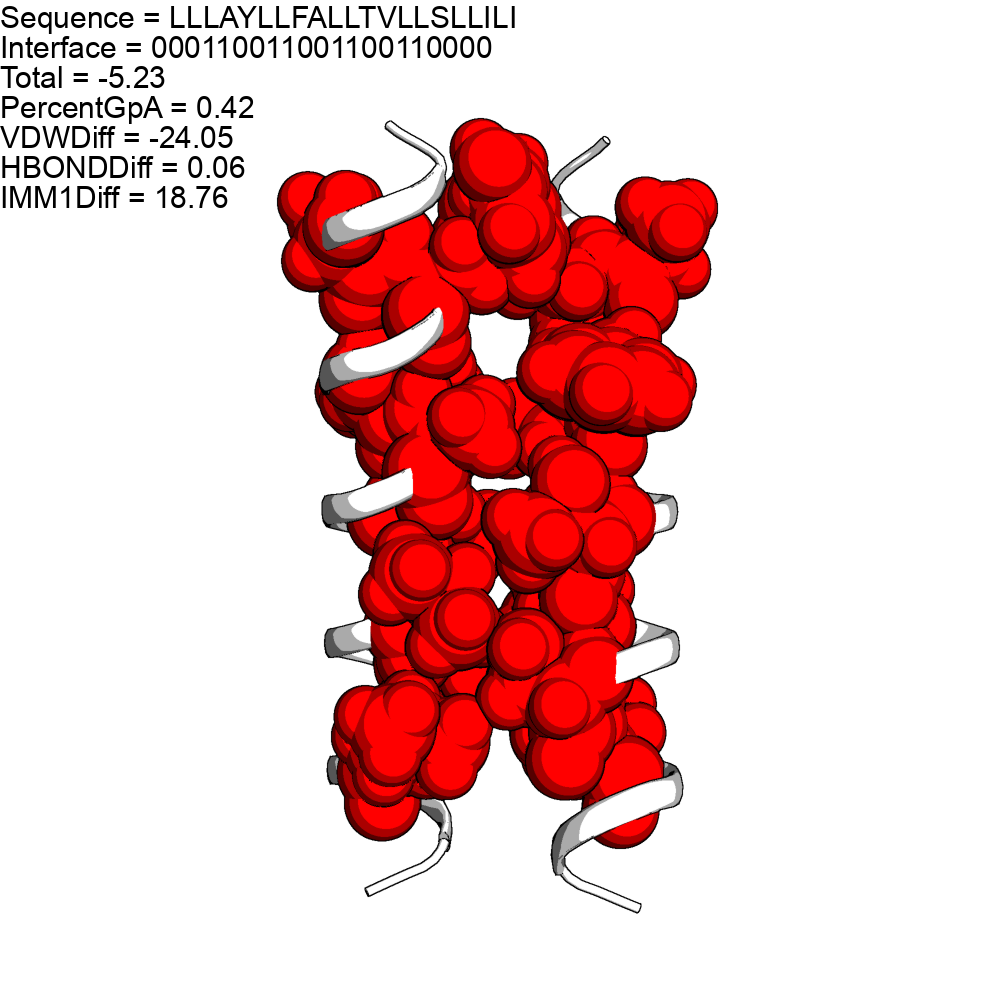 Sequence = LLLAYLLFALLTVLLSLLILI
Interface = 000110011001100110000
Total = -5.23
PercentGpA = 0.42
VDWDiff = -24.05
HBONDDiff = 0.06
IMM1Diff = 18.76